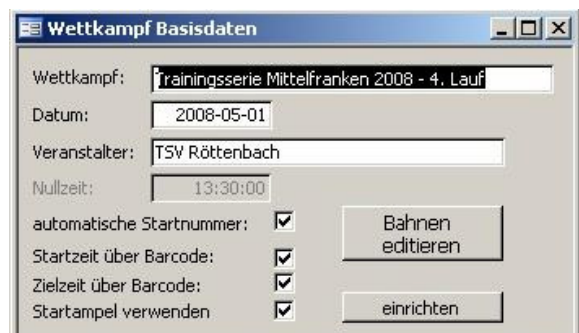 Wettkampf Basisdaten
Wettkampf: Trainingsserie Mittelfranken 2008 - 4. Lauf
Datum: 2008-05-01
Veranstalter: TSV Röttenbach
Nullzeit: 13:30:00
automatische Startnummer:
Bahnen
editieren
Startzeit über Barcode:
Zielzeit über Barcode:
Startampel verwenden
einrichten